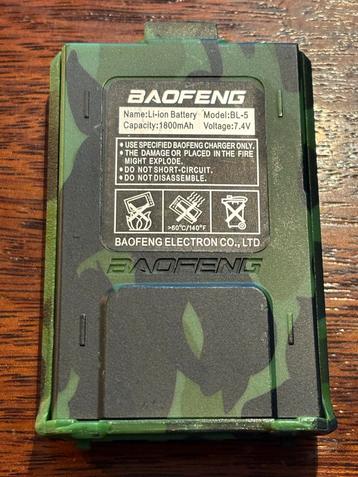 BAOFENG
Name:Li-ion Battery Model:BL-5
Capacity:1800mAh Voltage:7.4V
• USE SPECIFIED BAOFENG CHARGER ONLY.
• THE DAMAGE OR PLACED IN THE FIRE
MIGHT EXPLODE.
• DO NOT SHORT-CIRCUIT.
• DO NOT DISASSEMBLE.
>60°C/140°F
BAOFENG ELECTRON CO., LTD
BAOFENG